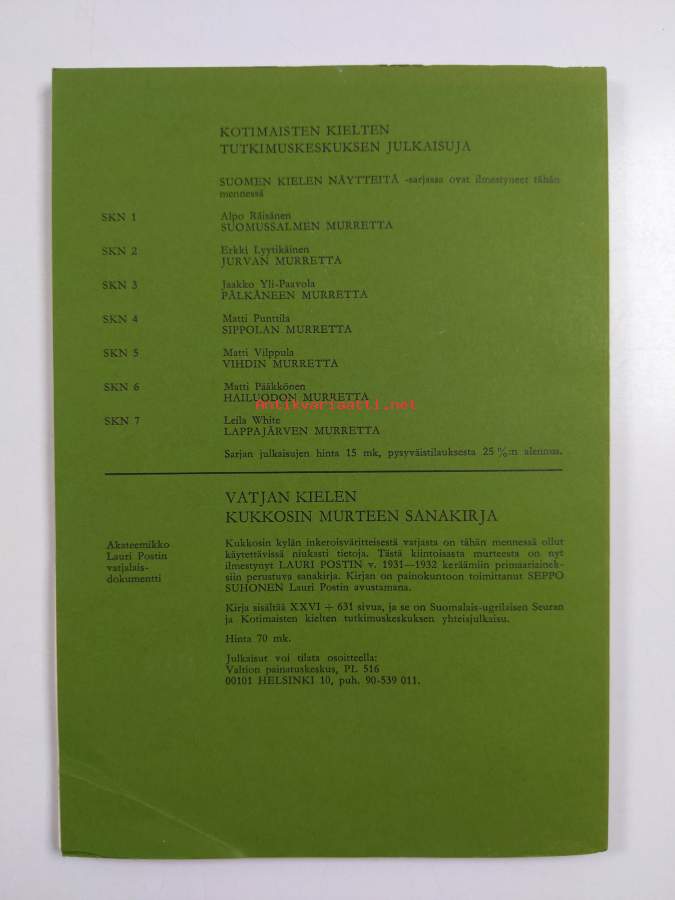 KOTIMAISTEN KIELTEN
TUTKIMUSKESKUKSEN JULKAISUJA
SUOMEN KIELEN NÄYTTEITÄ -sarjassa ovat ilmestyneet tähän
mennessä
SKN 1 Alpo Räisänen
SUOMUSSALMEN MURRETTA
SKN 2 Erkki Lyytikäinen
JURVAN MURRETTA
SKN 3 Jaakko Yli-Paavola
PÄLKÄNEEN MURRETTA
SKN 4 Matti Punttila
SIPPOLAN MURRETTA
SKN 5 Matti Vilppula
VIHDIN MURRETTA
SKN 6 Matti Pääkkönen
HAILUODON MURRETTA
Antikvariaatti.net
SKN 7 Leila White
LAPPAJÄRVEN MURRETTA
Sarjan julkaisujen hinta 15 mk, pysyväistilauksesta 25 %:n alennus.
VATJAN KIELEN
KUKKOSIN MURTEEN SANAKIRJA
Akateemikko
Lauri Postin
vatjalais-
dokumentti
Kukkosin kylän inkeroisväritteisestä vatjasta on tähän mennessä ollut
käytettävissä niukasti tietoja. Tästä kiintoisasta murteesta on nyt
ilmestynyt LAURI POSTIN v. 1931—1932 keräämiin primaariainek-
siin perustuva sanakirja. Kirjan on painokuntoon toimittanut SEPPO
SUHONEN Lauri Postin avustamana.
Kirja sisältää XXVI + 631 sivua, ja se on Suomalais-ugrilaisen Seuran
ja Kotimaisten kielten tutkimuskeskuksen yhteisjulkaisu.
Hinta 70 mk.
Julkaisut voi tilata osoitteella:
Valtion painatuskeskus, PL 516
00101 HELSINKI 10, puh. 90-539 011.